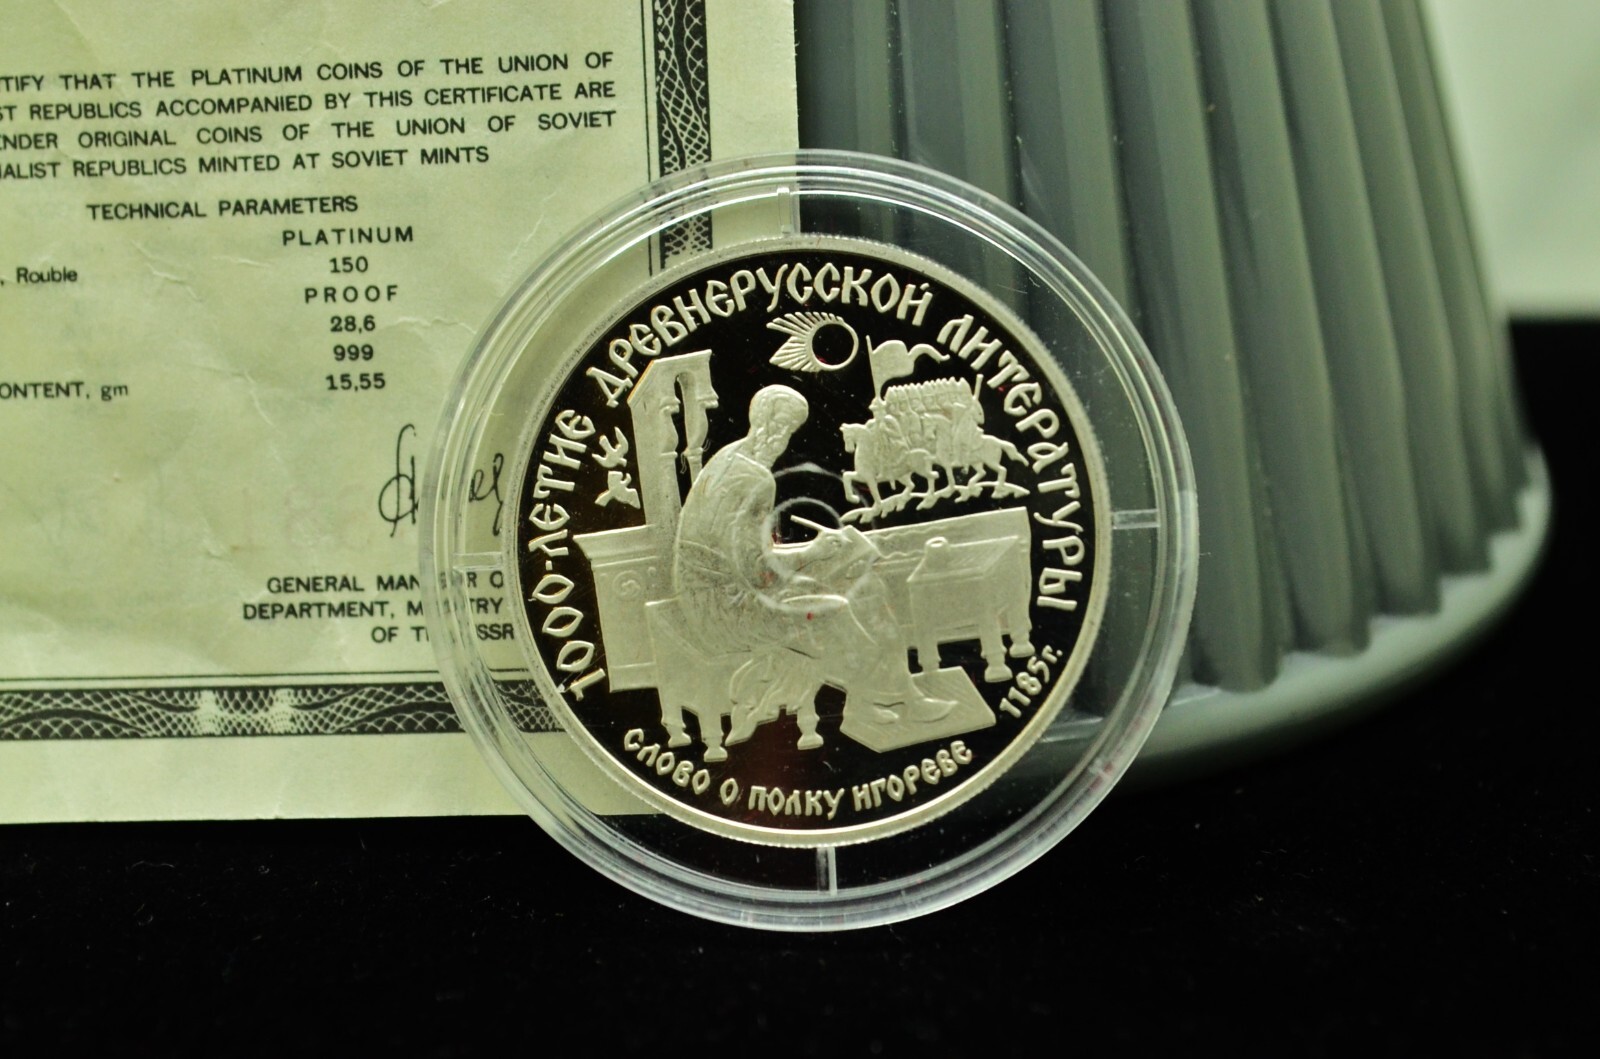 TIFY THAT THE PLATINUM COINS OF THE UNION OF
ST REPUBLICS ACCOMPANIED BY THIS CERTIFICATE ARE
ENDER ORIGINAL COINS OF THE UNION OF SOVIET
IALIST REPUBLICS MINTED AT SOVIET MINTS
TECHNICAL PARAMETERS
PLATINUM
, Rouble 150
PROOF
28,6
999
ONTENT, gm 15,55
GENERAL MAN
DEPARTMENT, M
OF T SSR
1000-ЛЕТИЕ ДРЕВНЕРУССКОЙ ЛИТЕРАТУРЫ
1185г.
СЛОВО О ПОЛКУ ИГОРЕВЕ